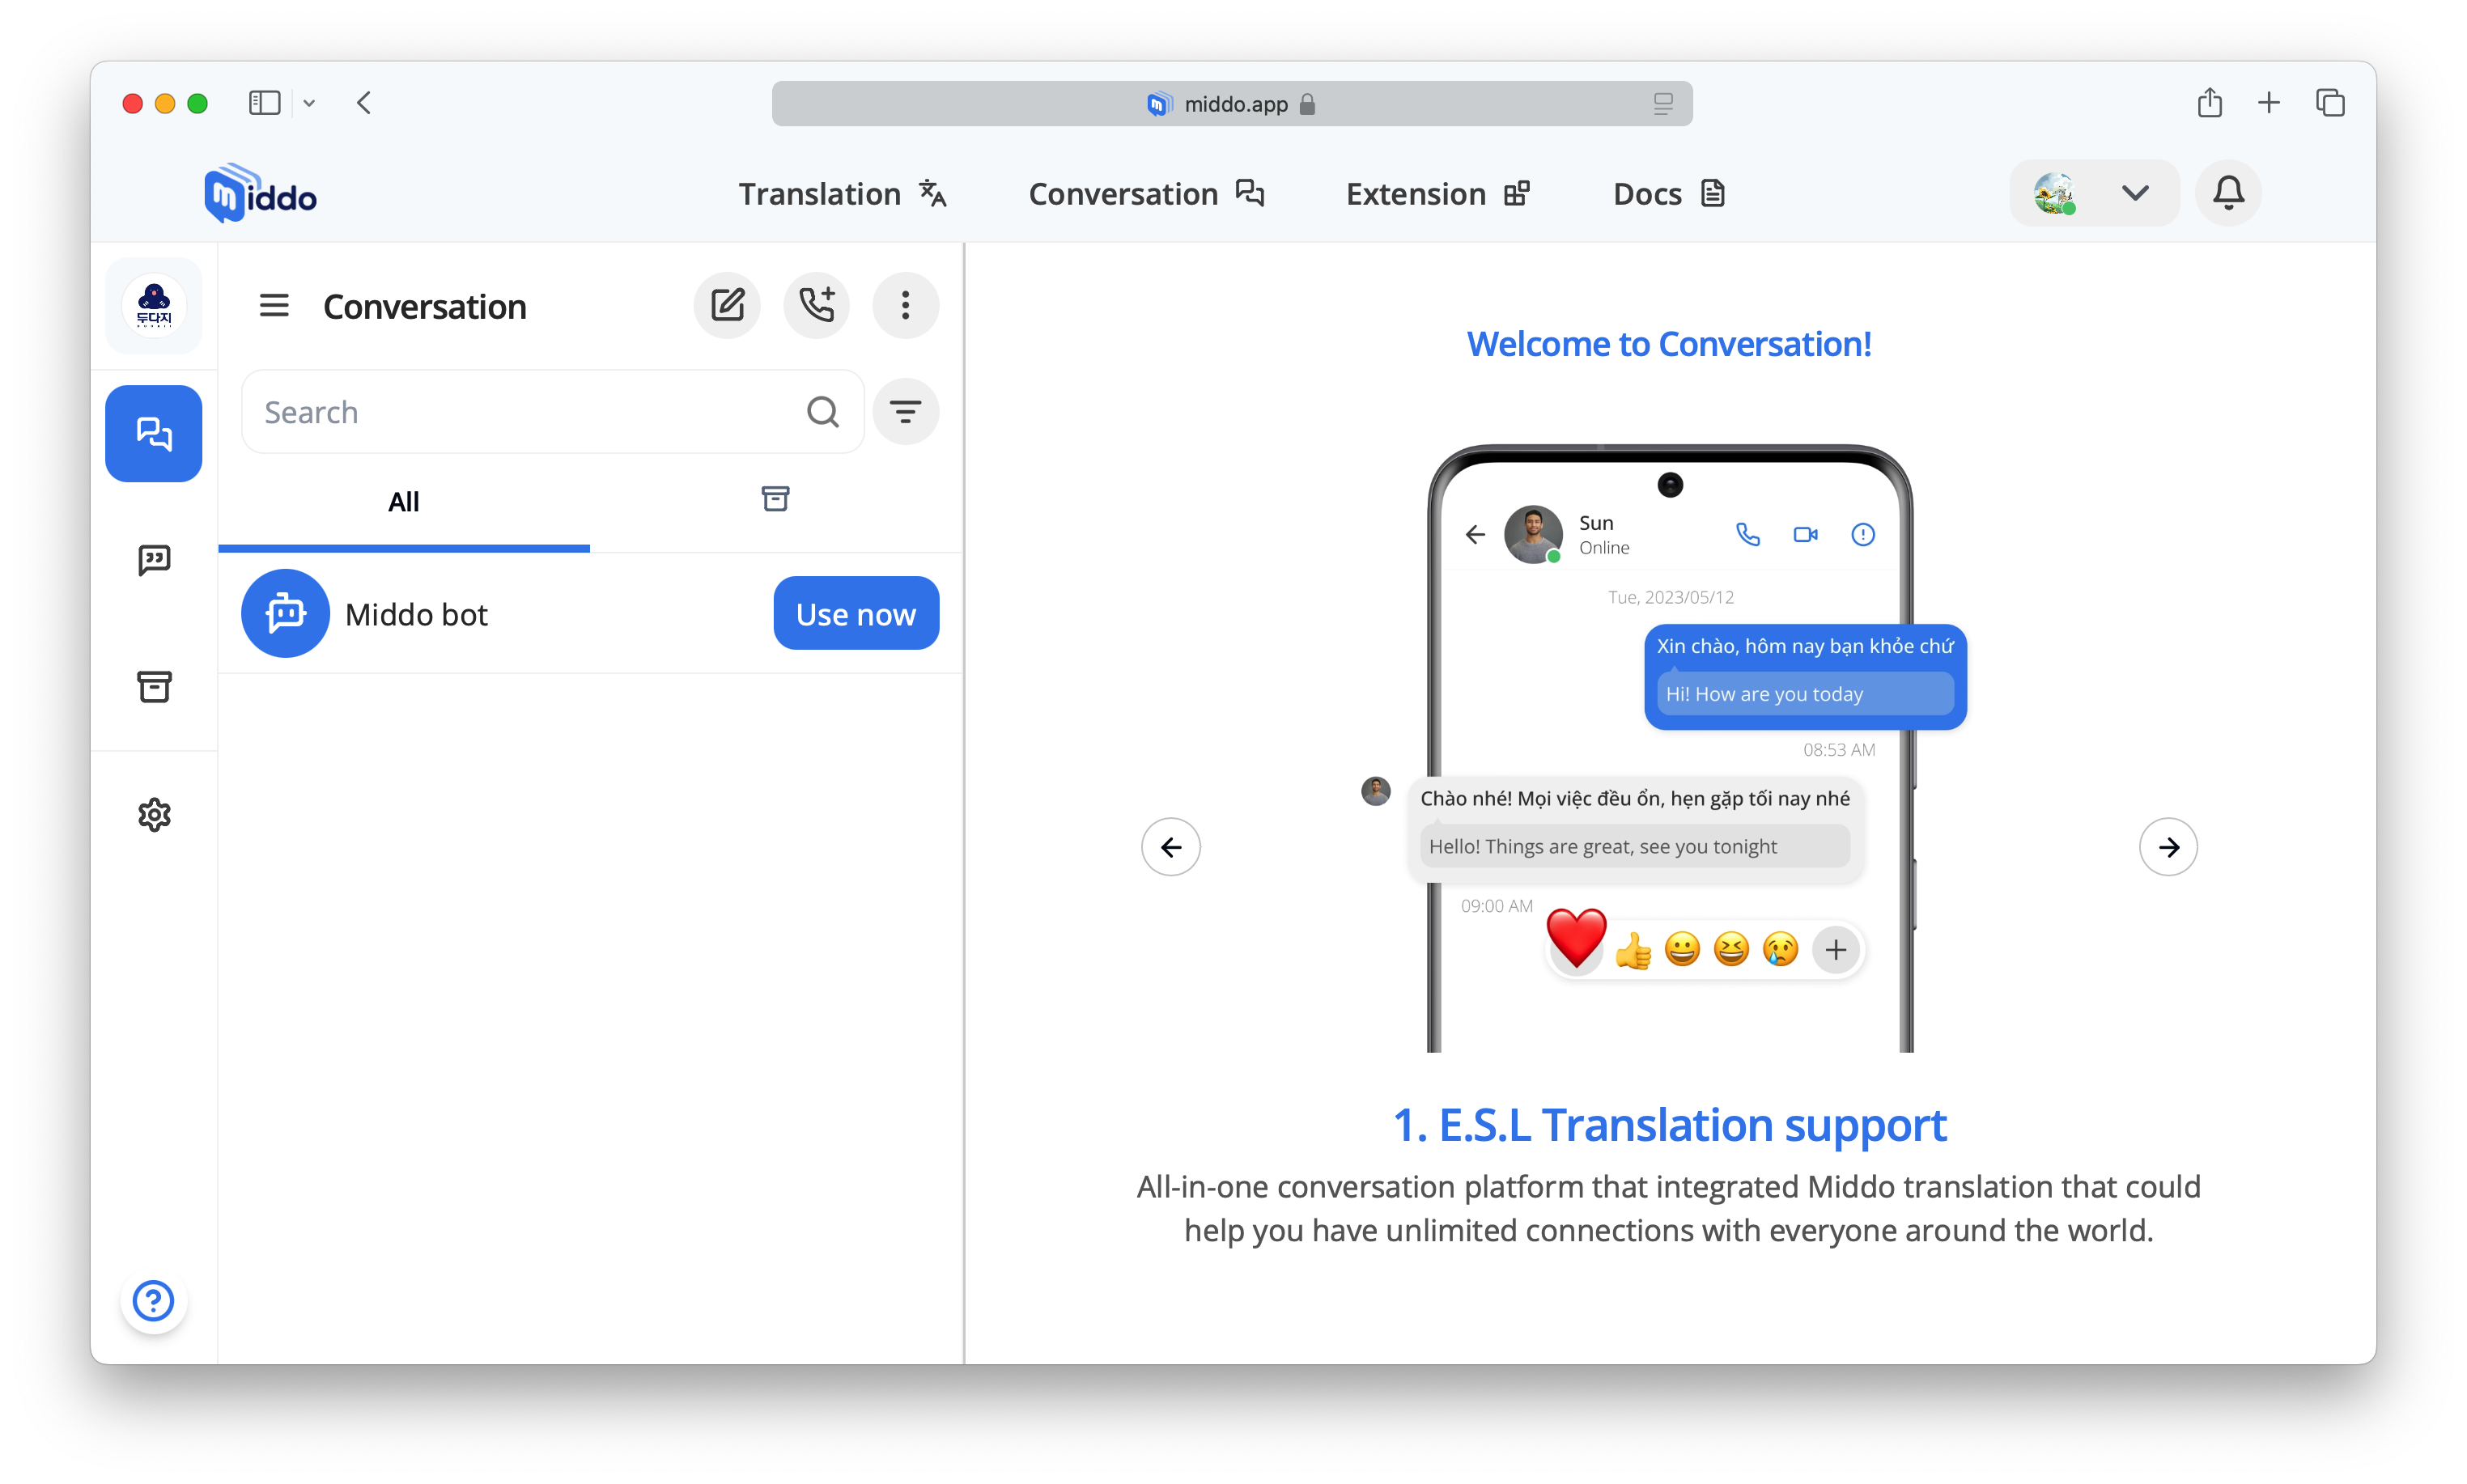 middo.app
middo
Translation
Conversation
Extension
Docs
두다지
Conversation
Search
All
Middo bot
Use now
Welcome to Conversation!
Sun
Online
Tue, 2023/05/12
Xin chào, hôm nay bạn khỏe chứ
Hi! How are you today
08:53 AM
Chào nhé! Mọi việc đều ổn, hẹn gặp tối nay nhé
Hello! Things are great, see you tonight
09:00 AM
1. E.S.L Translation support
All-in-one conversation platform that integrated Middo translation that could
help you have unlimited connections with everyone around the world.